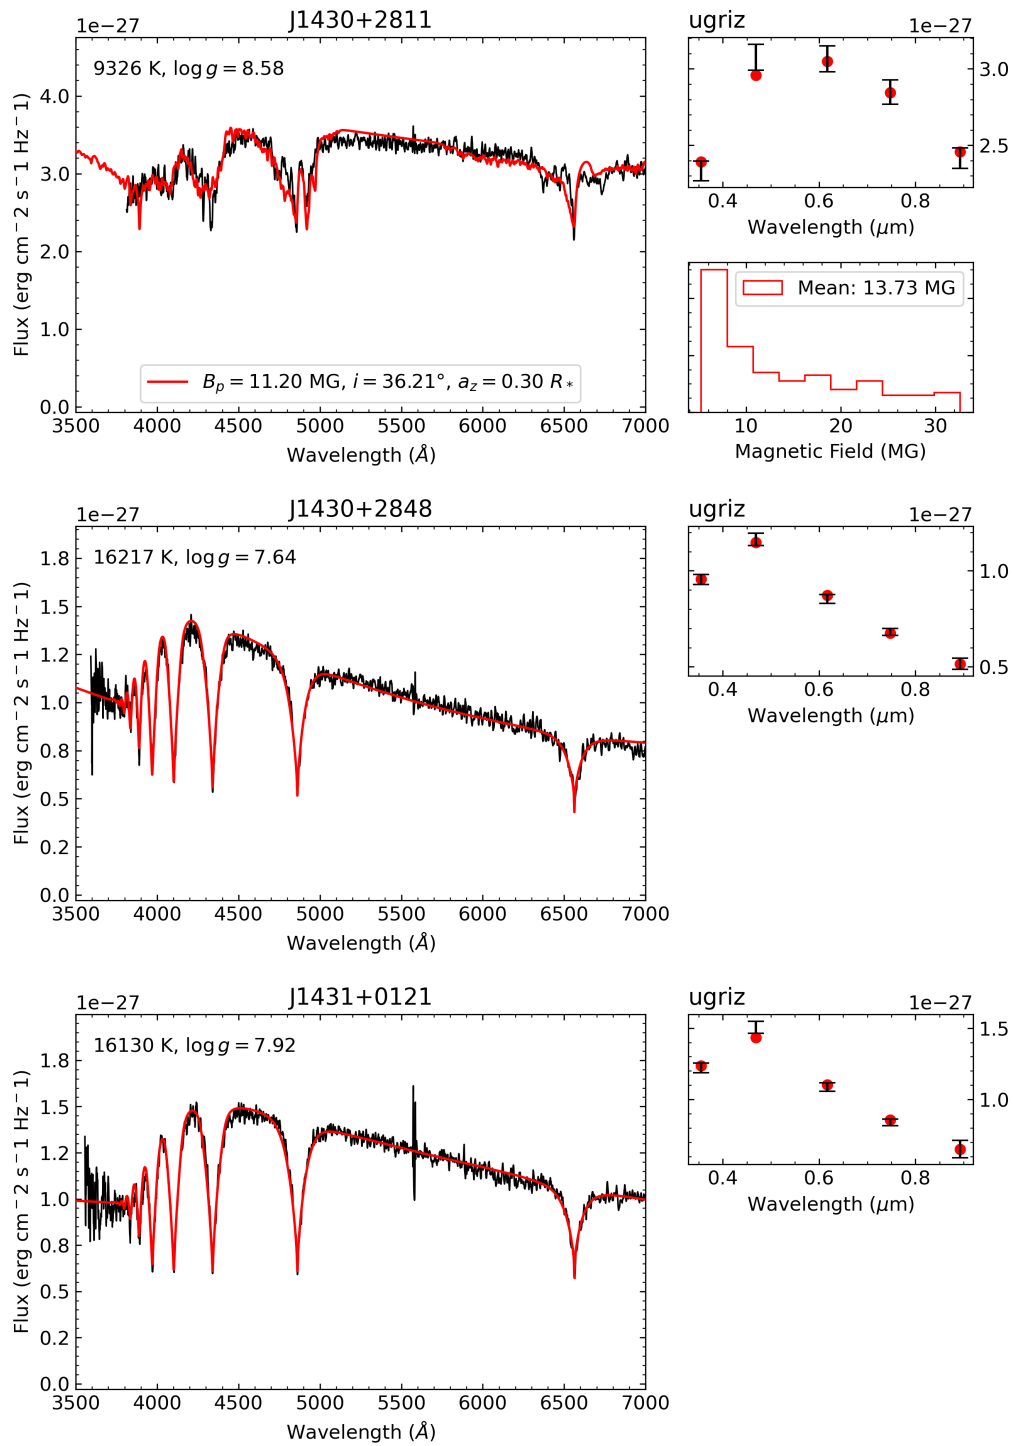 J1430+2811
1e−27
9326 K, log g = 8.58
Flux (erg cm−2 s−1 Hz−1)
4.0
3.0
2.0
1.0
0.0
B_p = 11.20 MG, i = 36.21°, a_z = 0.30 R*
3500 4000 4500 5000 5500 6000 6500 7000
Wavelength (Å)
ugriz 1e−27
3.0
2.5
0.4 0.6 0.8
Wavelength (μm)
Mean: 13.73 MG
10 20 30
Magnetic Field (MG)
J1430+2848
1e−27
16217 K, log g = 7.64
Flux (erg cm−2 s−1 Hz−1)
1.8
1.5
1.2
1.0
0.8
0.5
0.2
0.0
3500 4000 4500 5000 5500 6000 6500 7000
Wavelength (Å)
ugriz 1e−27
1.0
0.5
0.4 0.6 0.8
Wavelength (μm)
J1431+0121
1e−27
16130 K, log g = 7.92
Flux (erg cm−2 s−1 Hz−1)
1.8
1.5
1.2
1.0
0.8
0.5
0.2
0.0
3500 4000 4500 5000 5500 6000 6500 7000
Wavelength (Å)
ugriz 1e−27
1.5
1.0
0.4 0.6 0.8
Wavelength (μm)